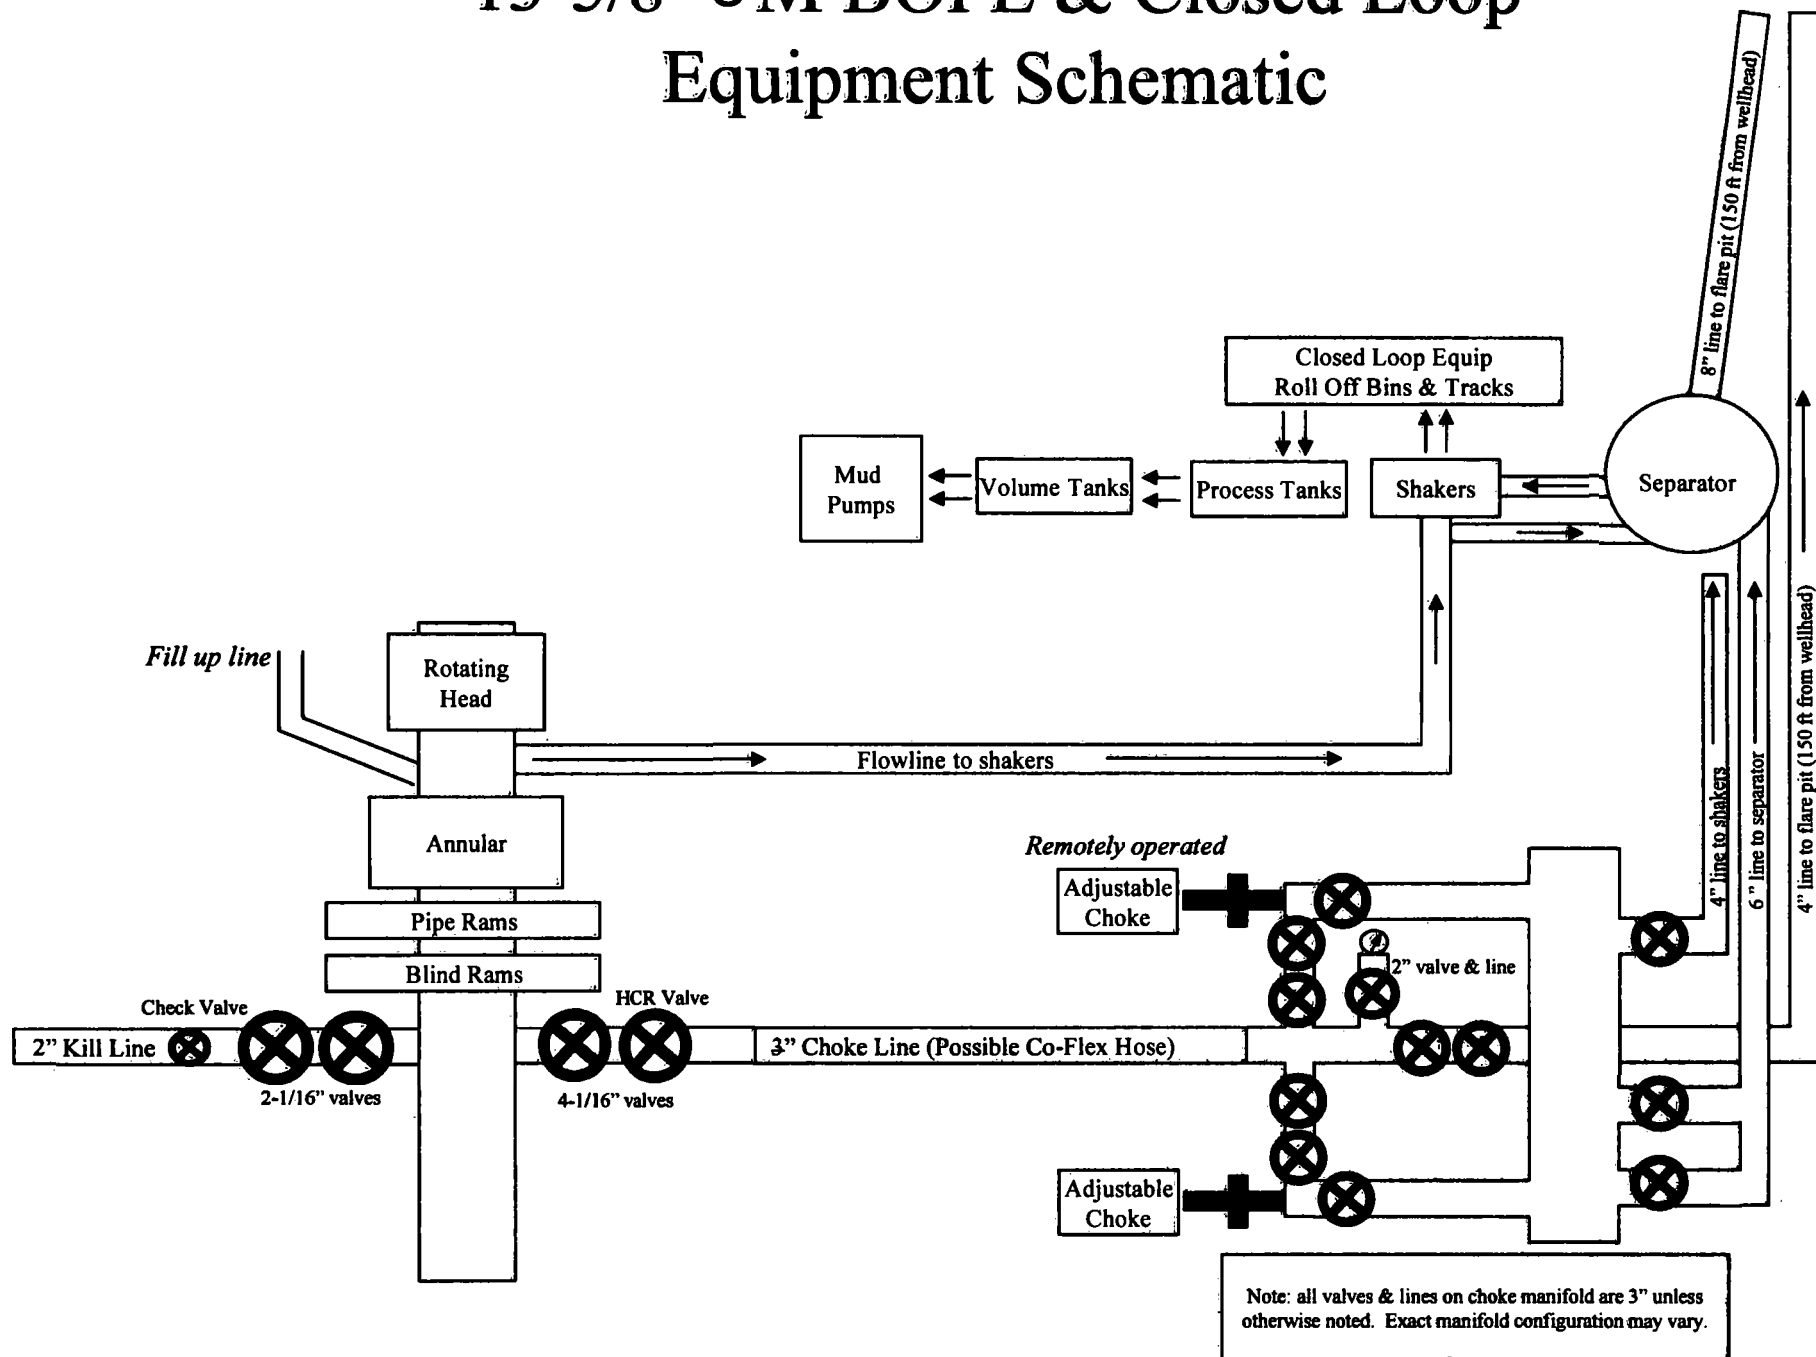 Equipment Schematic
8” line to flare pit (150 ft from wellhead)
Closed Loop Equip
Roll Off Bins & Tracks
Mud
Pumps
Volume Tanks
Process Tanks
Shakers
Separator
Fill up line
Rotating
Head
Flowline to shakers
Annular
Pipe Rams
Blind Rams
Remotely operated
Adjustable
Choke
2” valve & line
4” line to shakers
6” line to separator
4” line to flare pit (150 ft from wellhead)
Check Valve
HCR Valve
2” Kill Line
3” Choke Line (Possible Co-Flex Hose)
2-1/16” valves
4-1/16” valves
Adjustable
Choke
Note: all valves & lines on choke manifold are 3” unless
otherwise noted. Exact manifold configuration may vary.